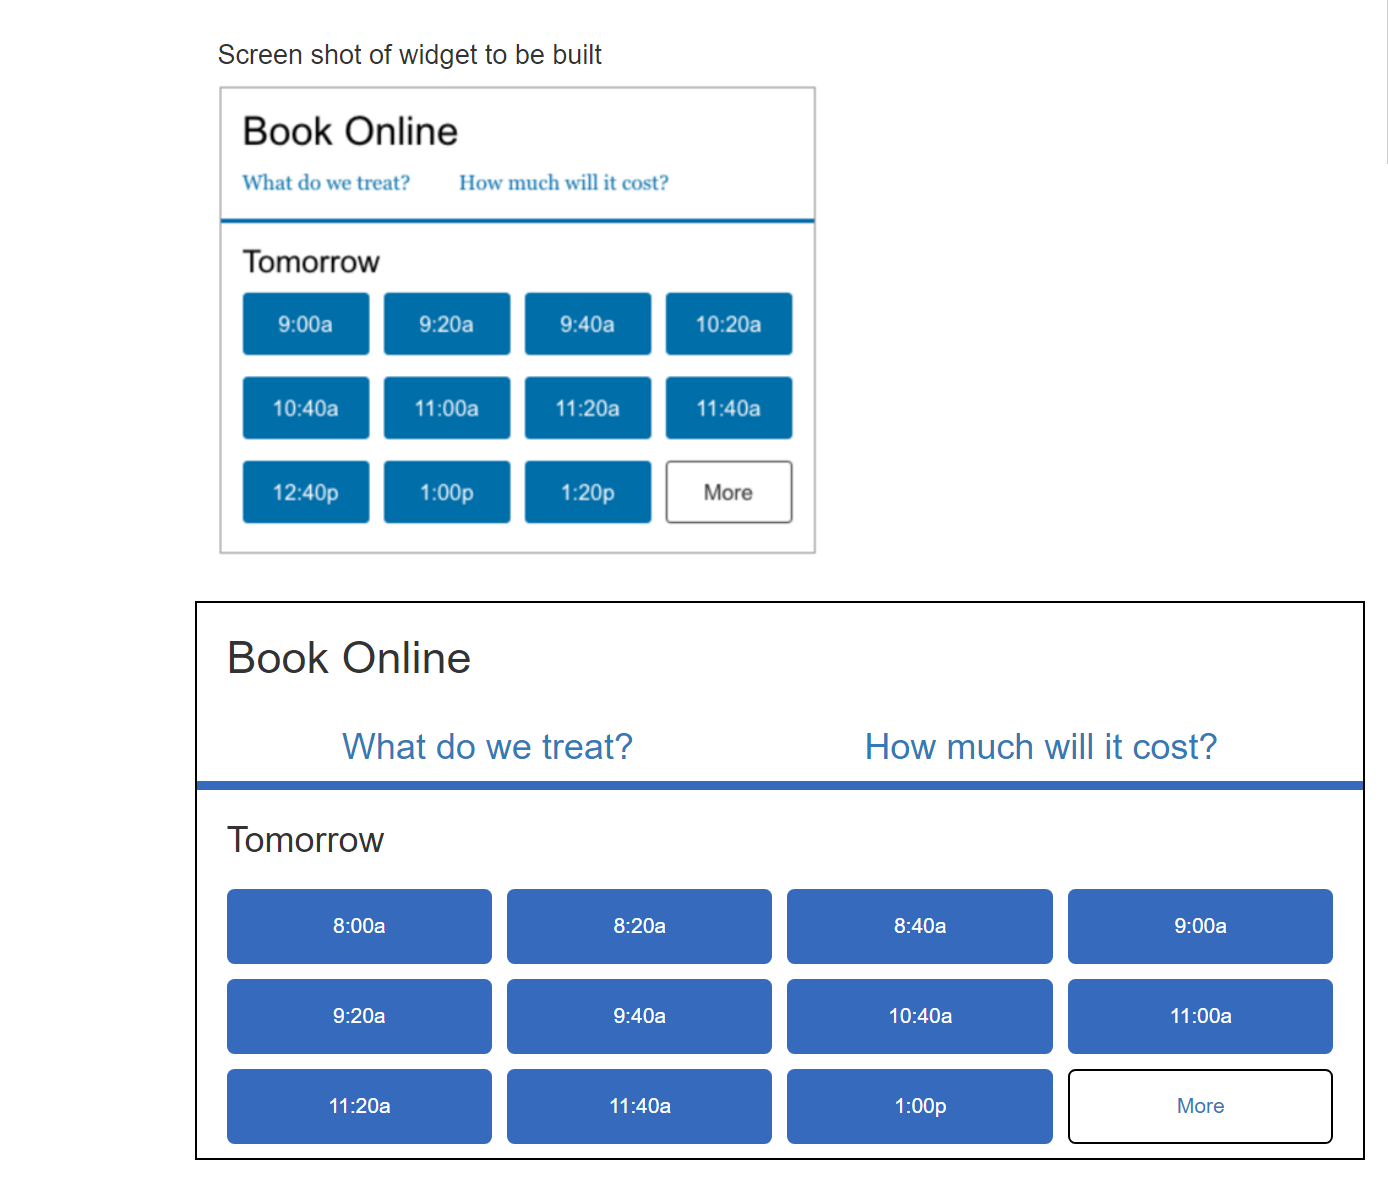 Screen shot of widget to be built
Book Online
What do we treat? How much will it cost?
Tomorrow
9:00a 9:20a 9:40a 10:20a
10:40a 11:00a 11:20a 11:40a
12:40p 1:00p 1:20p More
Book Online
What do we treat? How much will it cost?
Tomorrow
8:00a 8:20a 8:40a 9:00a
9:20a 9:40a 10:40a 11:00a
11:20a 11:40a 1:00p More